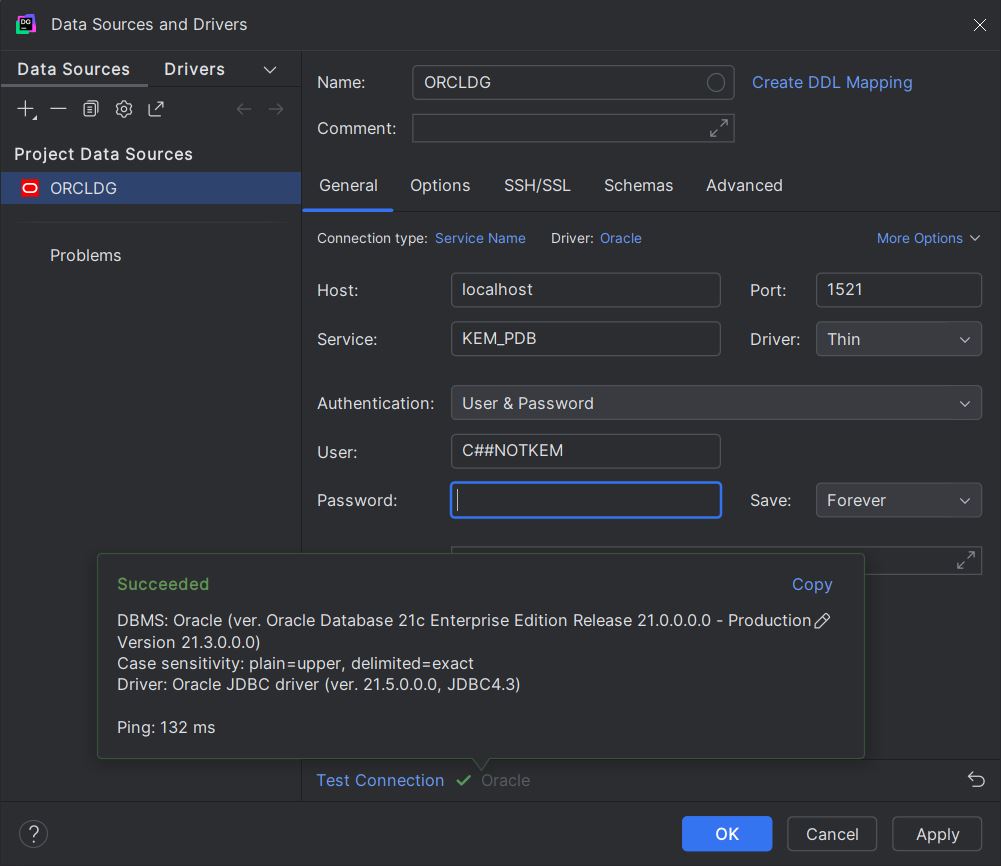 DG
Data Sources and Drivers
Data Sources
Drivers
Project Data Sources
ORCLDG
Problems
Name:
ORCLDG
Create DDL Mapping
Comment:
General
Options
SSH/SSL
Schemas
Advanced
Connection type: Service Name
Driver: Oracle
More Options
Host:
localhost
Port:
1521
Service:
KEM_PDB
Driver:
Thin
Authentication:
User & Password
User:
C##NOTKEM
Password:
Save:
Forever
Succeeded
Copy
DBMS: Oracle (ver. Oracle Database 21c Enterprise Edition Release 21.0.0.0.0 - Production
Version 21.3.0.0.0)
Case sensitivity: plain=upper, delimited=exact
Driver: Oracle JDBC driver (ver. 21.5.0.0.0, JDBC4.3)
Ping: 132 ms
Test Connection
Oracle
?
OK
Cancel
Apply